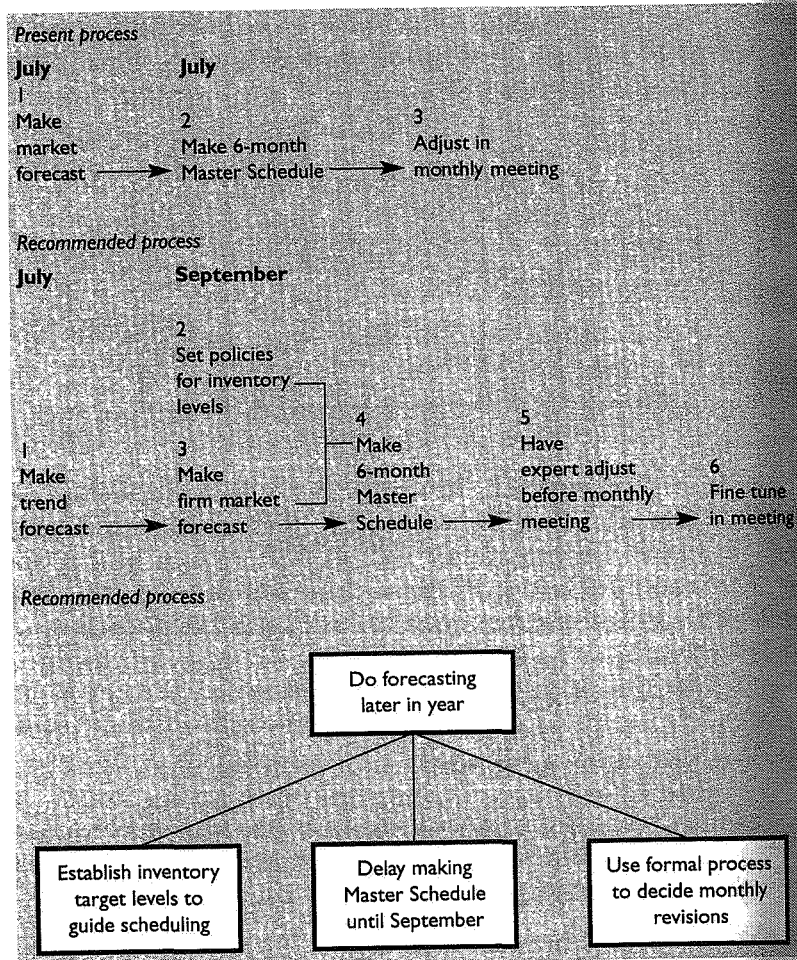 Present process
July
July
1
Make
market
forecast
2
Make 6-month
Master Schedule
3
Adjust in
monthly meeting
Recommended process
July
September
2
Set policies
for inventory
levels
1
Make
trend
forecast
3
Make
firm market
forecast
4
Make
6-month
Master
Schedule
5
Have
expert adjust
before monthly
meeting
6
Fine tune
in meeting
Recommended process
Do forecasting
later in year
Establish inventory
target levels to
guide scheduling
Delay making
Master Schedule
until September
Use formal process
to decide monthly
revisions